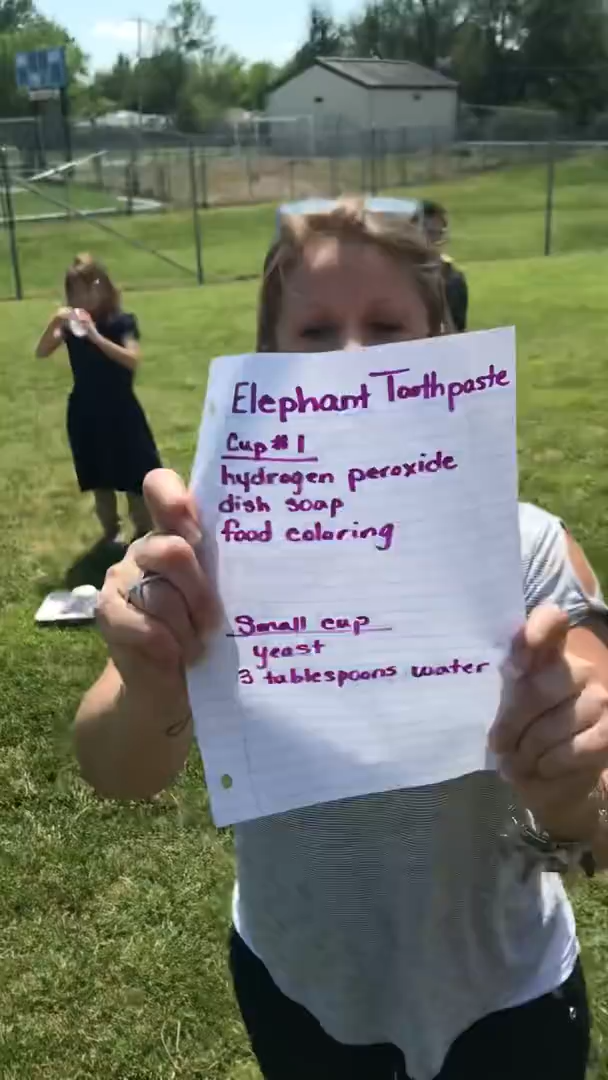 Elephant Toothpaste
Cup #1
hydrogen peroxide
dish soap
food coloring
Small cup
yeast
3 tablespoons water